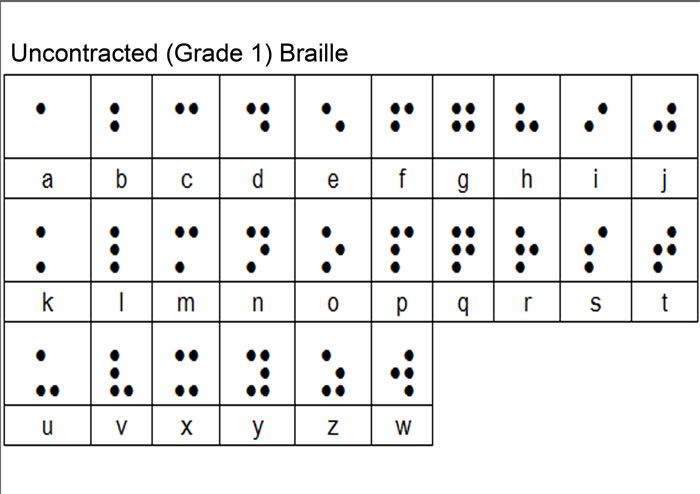 Uncontracted (Grade 1) Braille
⠁ ⠃ ⠉ ⠙ ⠑ ⠋ ⠛ ⠓ ⠊ ⠚
a b c d e f g h i j
⠅ ⠇ ⠍ ⠝ ⠕ ⠏ ⠟ ⠗ ⠎ ⠞
k l m n o p q r s t
⠥ ⠧ ⠭ ⠽ ⠵ ⠺
u v x y z w